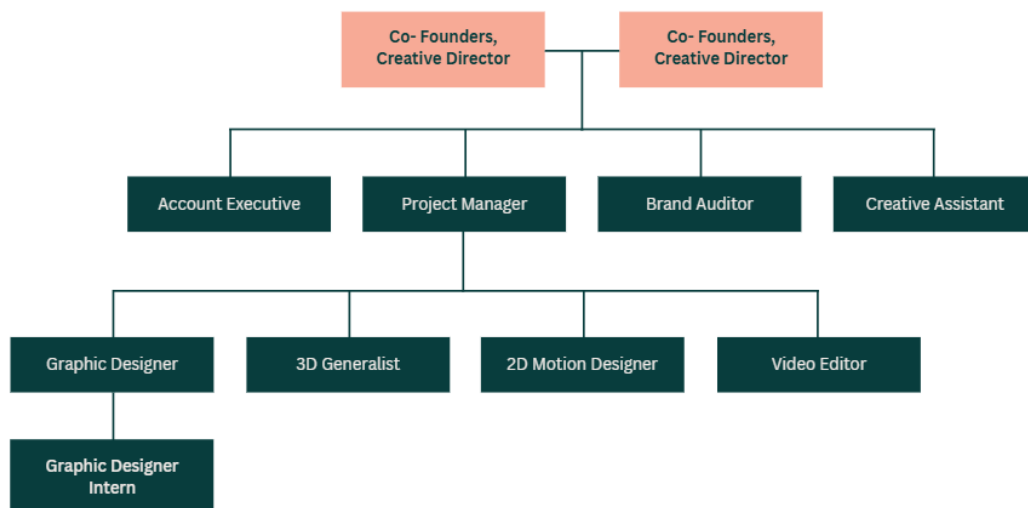 Co- Founders,
Creative Director
Co- Founders,
Creative Director
Account Executive
Project Manager
Brand Auditor
Creative Assistant
Graphic Designer
3D Generalist
2D Motion Designer
Video Editor
Graphic Designer
Intern